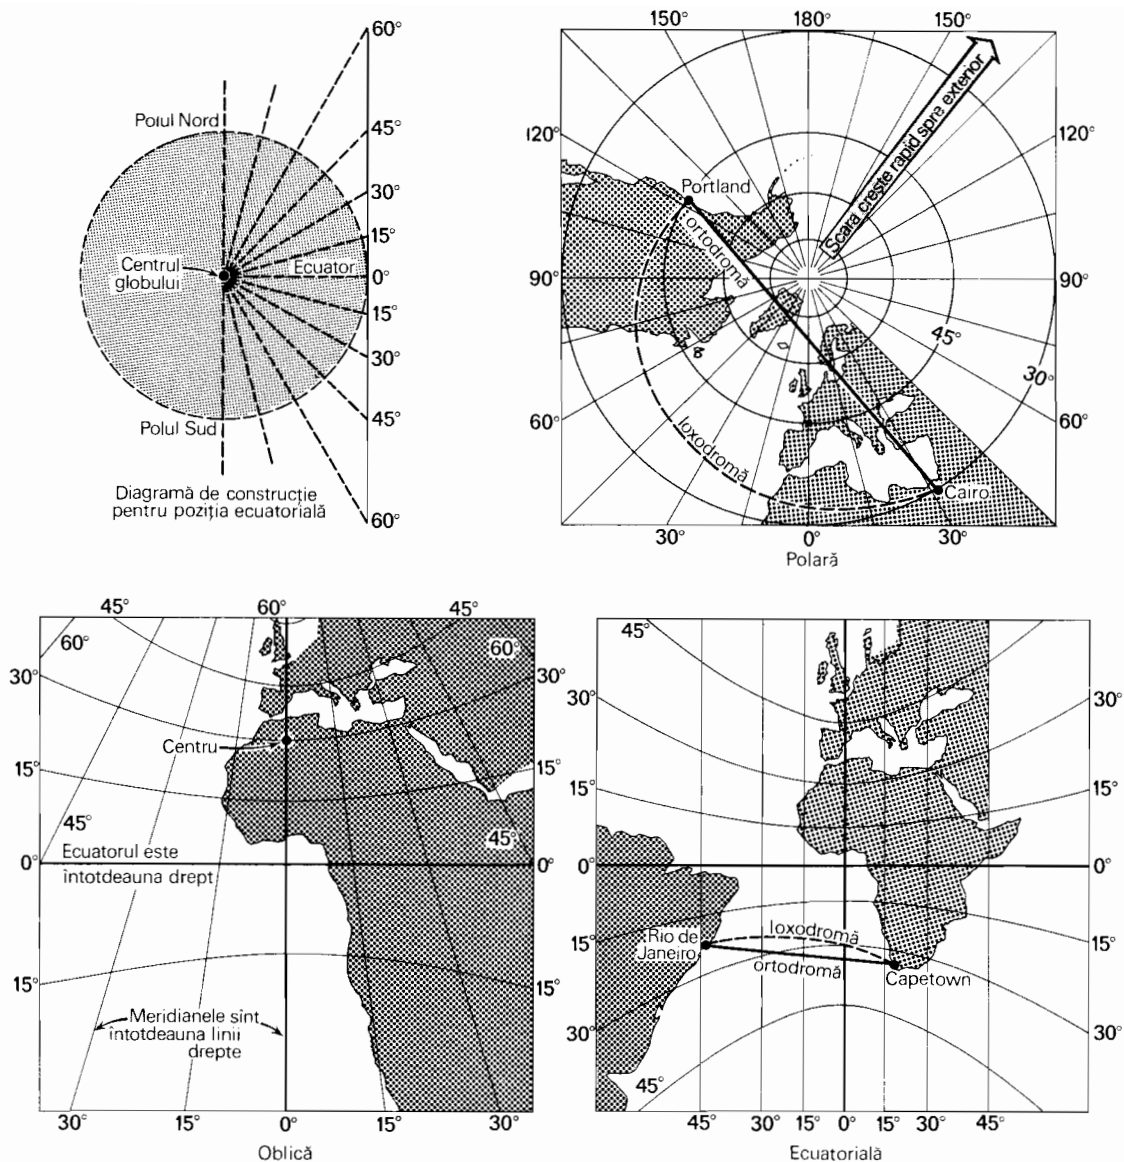 60°
45°
30°
15°
0°
15°
30°
45°
60°
Polul Nord
Centrul
globului
Ecuator
Polul Sud
Diagramă de construcție
pentru poziția ecuatorială
150°
180°
150°
120°
120°
90°
90°
60°
60°
30°
0°
30°
45°
30°
Portland
ortodromă
loxodromă
Cairo
Scara crește rapid spre exterior
Polară
45°
60°
45°
60°
60°
30°
30°
Centru
15°
15°
45°
45°
Ecuatorul este
întotdeauna drept
0°
0°
15°
15°
Meridianele sînt
întotdeauna linii
drepte
30°
15°
0°
15°
30°
Oblică
45°
30°
30°
15°
15°
0°
0°
Rio de
Janeiro
loxodromă
ortodromă
Capetown
15°
15°
30°
30°
45°
45°
15°
0°
15°
30°
45°
Ecuatorială